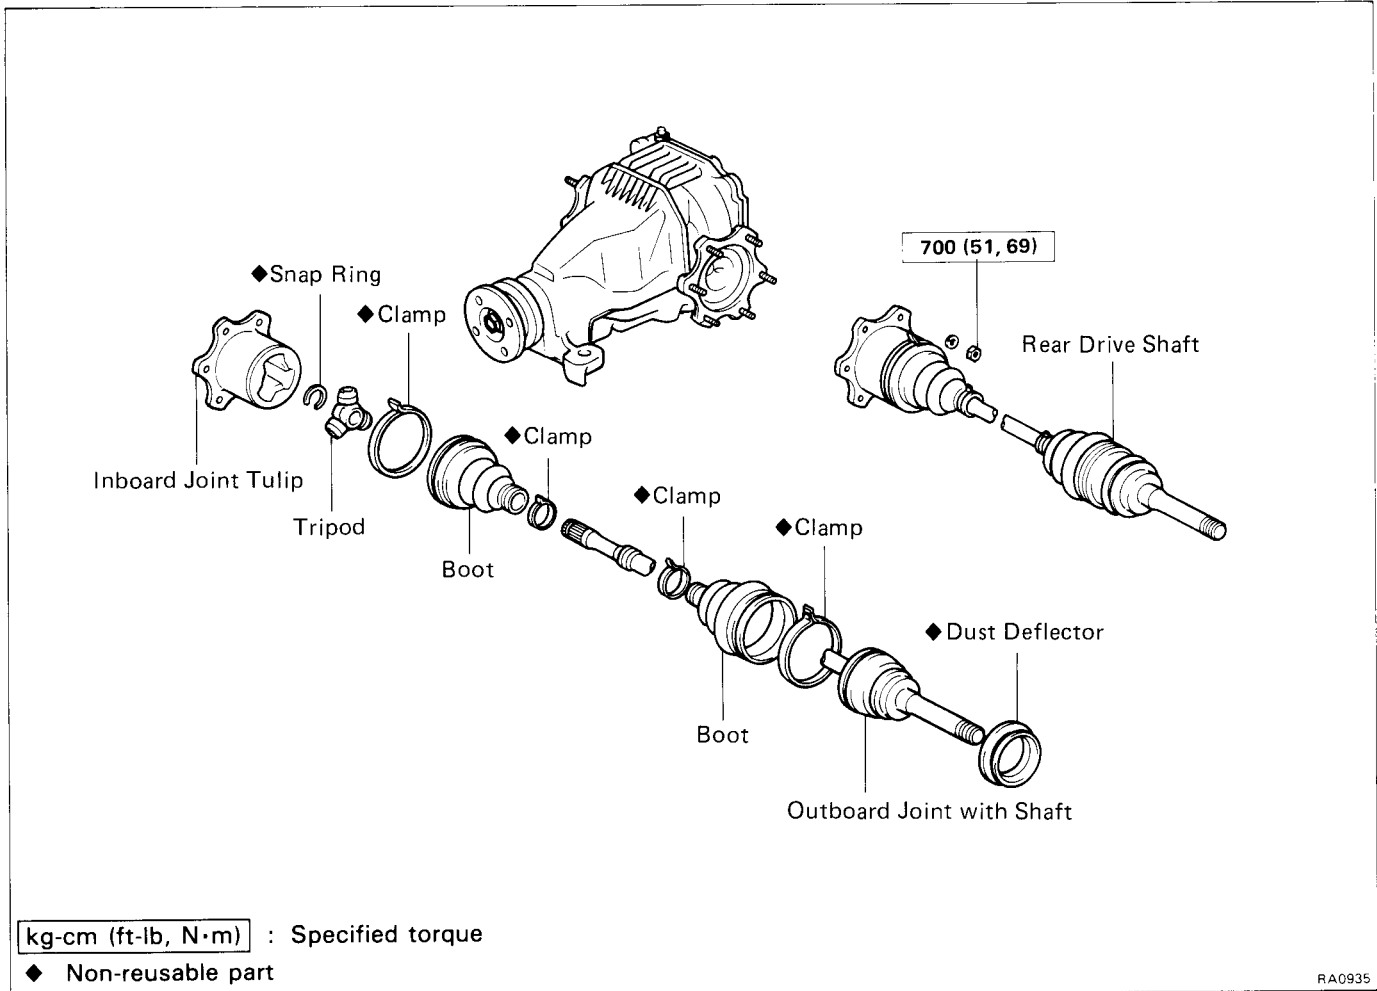 700 (51, 69)
◆Snap Ring
◆Clamp
Rear Drive Shaft
◆Clamp
Inboard Joint Tulip
◆Clamp
Tripod
◆Clamp
Boot
◆Dust Deflector
Boot
Outboard Joint with Shaft
kg-cm (ft-lb, N·m) : Specified torque
◆ Non-reusable part
RA0935